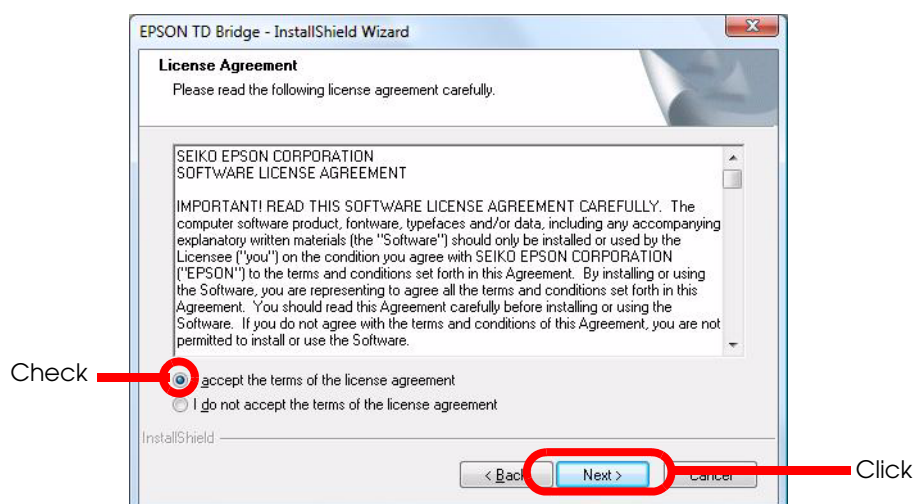 EPSON TD Bridge - InstallShield Wizard
License Agreement
Please read the following license agreement carefully.
SEIKO EPSON CORPORATION
SOFTWARE LICENSE AGREEMENT
IMPORTANT! READ THIS SOFTWARE LICENSE AGREEMENT CAREFULLY. The
computer software product, fontware, typefaces and/or data, including any accompanying
explanatory written materials (the "Software") should only be installed or used by the
Licensee ("you") on the condition you agree with SEIKO EPSON CORPORATION
("EPSON") to the terms and conditions set forth in this Agreement. By installing or using
the Software, you are representing to agree all the terms and conditions set forth in this
Agreement. You should read this Agreement carefully before installing or using the
Software. If you do not agree with the terms and conditions of this Agreement, you are not
permitted to install or use the Software.
Check
accept the terms of the license agreement
I do not accept the terms of the license agreement
InstallShield
< Back
Next >
Cancel
Click